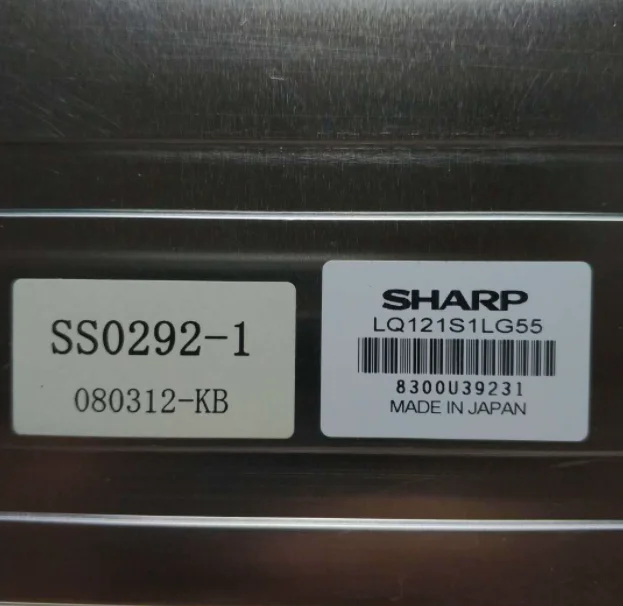 SS0292-1
080312-KB
SHARP
LQ121S1LG55
8300U39231
MADE IN JAPAN